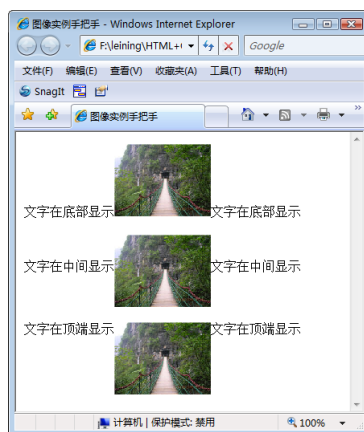 图像实例手把手 - Windows Internet Explorer
F:\leining\HTML+
Google
文件(F) 编辑(E) 查看(V) 收藏夹(A) 工具(T) 帮助(H)
SnagIt
图像实例手把手
文字在底部显示 文字在底部显示
文字在中间显示 文字在中间显示
文字在顶端显示 文字在顶端显示
计算机 | 保护模式: 禁用 100%